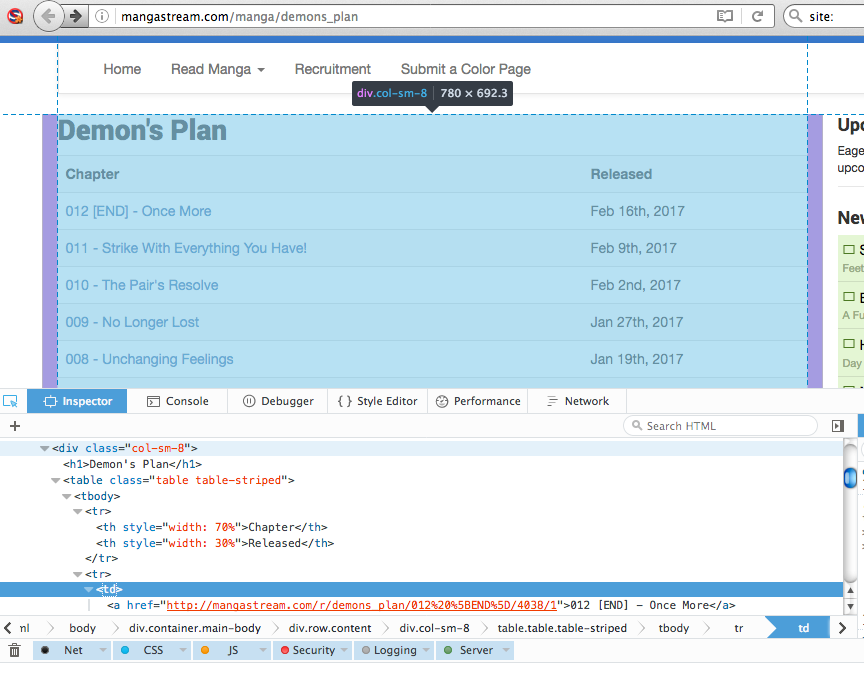 mangastream.com/manga/demons_plan
site:
Home Read Manga Recruitment Submit a Color Page
div.col-sm-8 780 × 692.3
Demon's Plan
Chapter Released
012 [END] - Once More Feb 16th, 2017
011 - Strike With Everything You Have! Feb 9th, 2017
010 - The Pair's Resolve Feb 2nd, 2017
009 - No Longer Lost Jan 27th, 2017
008 - Unchanging Feelings Jan 19th, 2017
Upc
Eage
upco
New
S
Feet
E
A Fu
H
Day
Inspector Console Debugger { } Style Editor Performance Network
+ Search HTML
<div class="col-sm-8">
<h1>Demon's Plan</h1>
<table class="table table-striped">
<tbody>
<tr>
<th style="width: 70%">Chapter</th>
<th style="width: 30%">Released</th>
</tr>
<tr>
<td>
<a href="http://mangastream.com/r/demons_plan/012%20%5BEND%5D/4038/1">012 [END] - Once More</a>
nl body div.container.main-body div.row.content div.col-sm-8 table.table.table-striped tbody tr td
Net CSS JS Security Logging Server